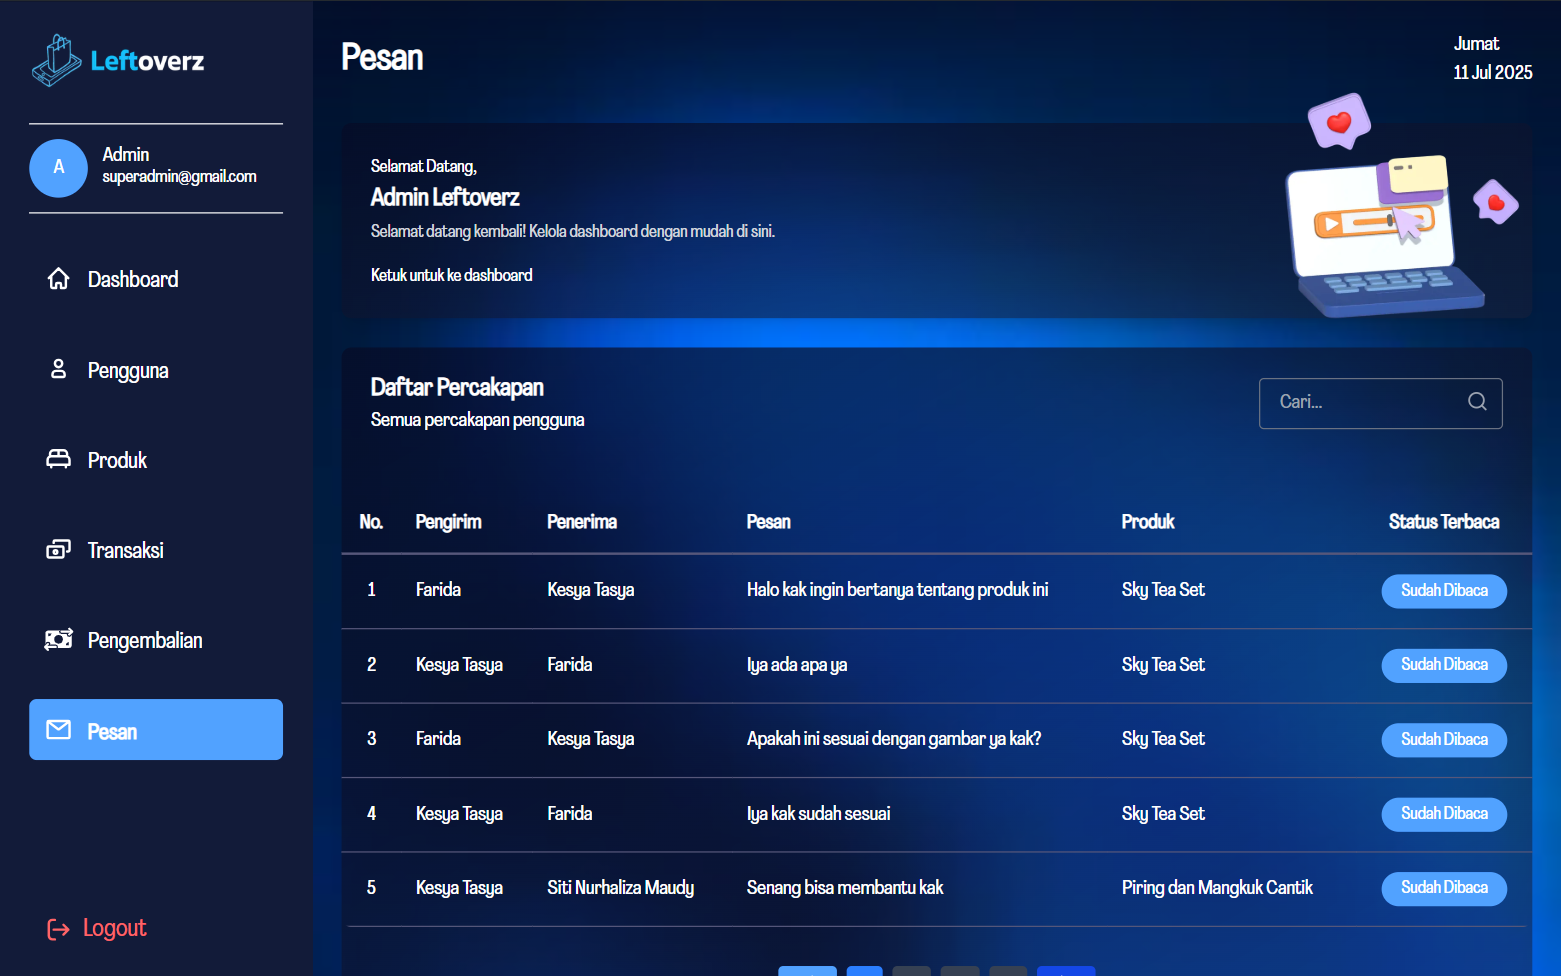 Leftoverz
A
Admin
superadmin@gmail.com
Dashboard
Pengguna
Produk
Transaksi
Pengembalian
Pesan
Logout
Pesan
Jumat
11 Jul 2025
Selamat Datang,
Admin Leftoverz
Selamat datang kembali! Kelola dashboard dengan mudah di sini.
Ketuk untuk ke dashboard
Daftar Percakapan
Semua percakapan pengguna
Cari...
No. Pengirim Penerima Pesan Produk Status Terbaca
1 Farida Kesya Tasya Halo kak ingin bertanya tentang produk ini Sky Tea Set Sudah Dibaca
2 Kesya Tasya Farida Iya ada apa ya Sky Tea Set Sudah Dibaca
3 Farida Kesya Tasya Apakah ini sesuai dengan gambar ya kak? Sky Tea Set Sudah Dibaca
4 Kesya Tasya Farida Iya kak sudah sesuai Sky Tea Set Sudah Dibaca
5 Kesya Tasya Siti Nurhaliza Maudy Senang bisa membantu kak Piring dan Mangkuk Cantik Sudah Dibaca